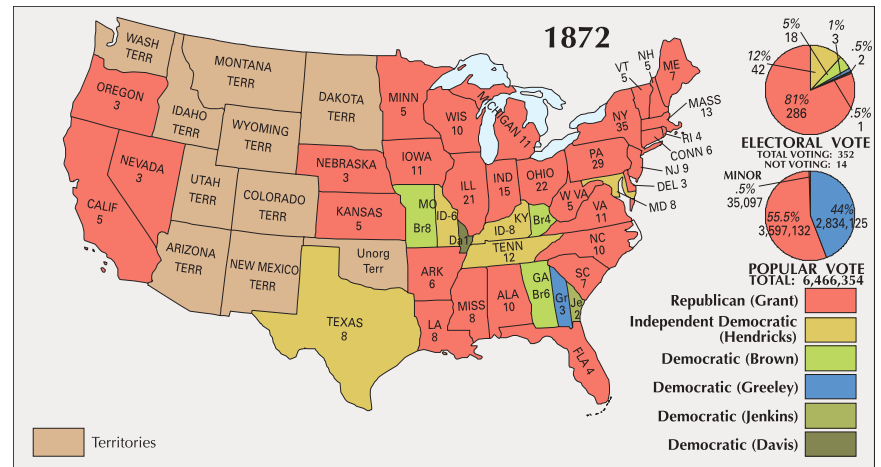 1872
WASH
TERR
OREGON
3
CALIF
5
NEVADA
3
IDAHO
TERR
MONTANA
TERR
WYOMING
TERR
UTAH
TERR
COLORADO
TERR
ARIZONA
TERR
NEW MEXICO
TERR
DAKOTA
TERR
NEBRASKA
3
KANSAS
5
Unorg
Terr
TEXAS
8
MINN
5
IOWA
11
MO
Br8
ID-6
Da1
ARK
6
LA
8
WIS
10
ILL
21
MICHIGAN 11
IND
15
OHIO
22
KY
ID-8
Br4
TENN
12
MISS
8
ALA
10
GA
Br6
Gr
3
Je
2
FLA 4
SC
7
NC
10
VA
11
W VA
5
PA
29
NY
35
VT
5
NH
5
ME
7
MASS
13
RI 4
CONN 6
NJ 9
DEL 3
MD 8
5%
18
1%
3
.5%
2
12%
42
81%
286
.5%
1
ELECTORAL VOTE
TOTAL VOTING: 352
NOT VOTING: 14
MINOR
.5%
35,097
55.5%
3,597,132
44%
2,834,125
POPULAR VOTE
TOTAL: 6,466,354
Republican (Grant)
Independent Democratic
(Hendricks)
Democratic (Brown)
Democratic (Greeley)
Democratic (Jenkins)
Democratic (Davis)
Territories